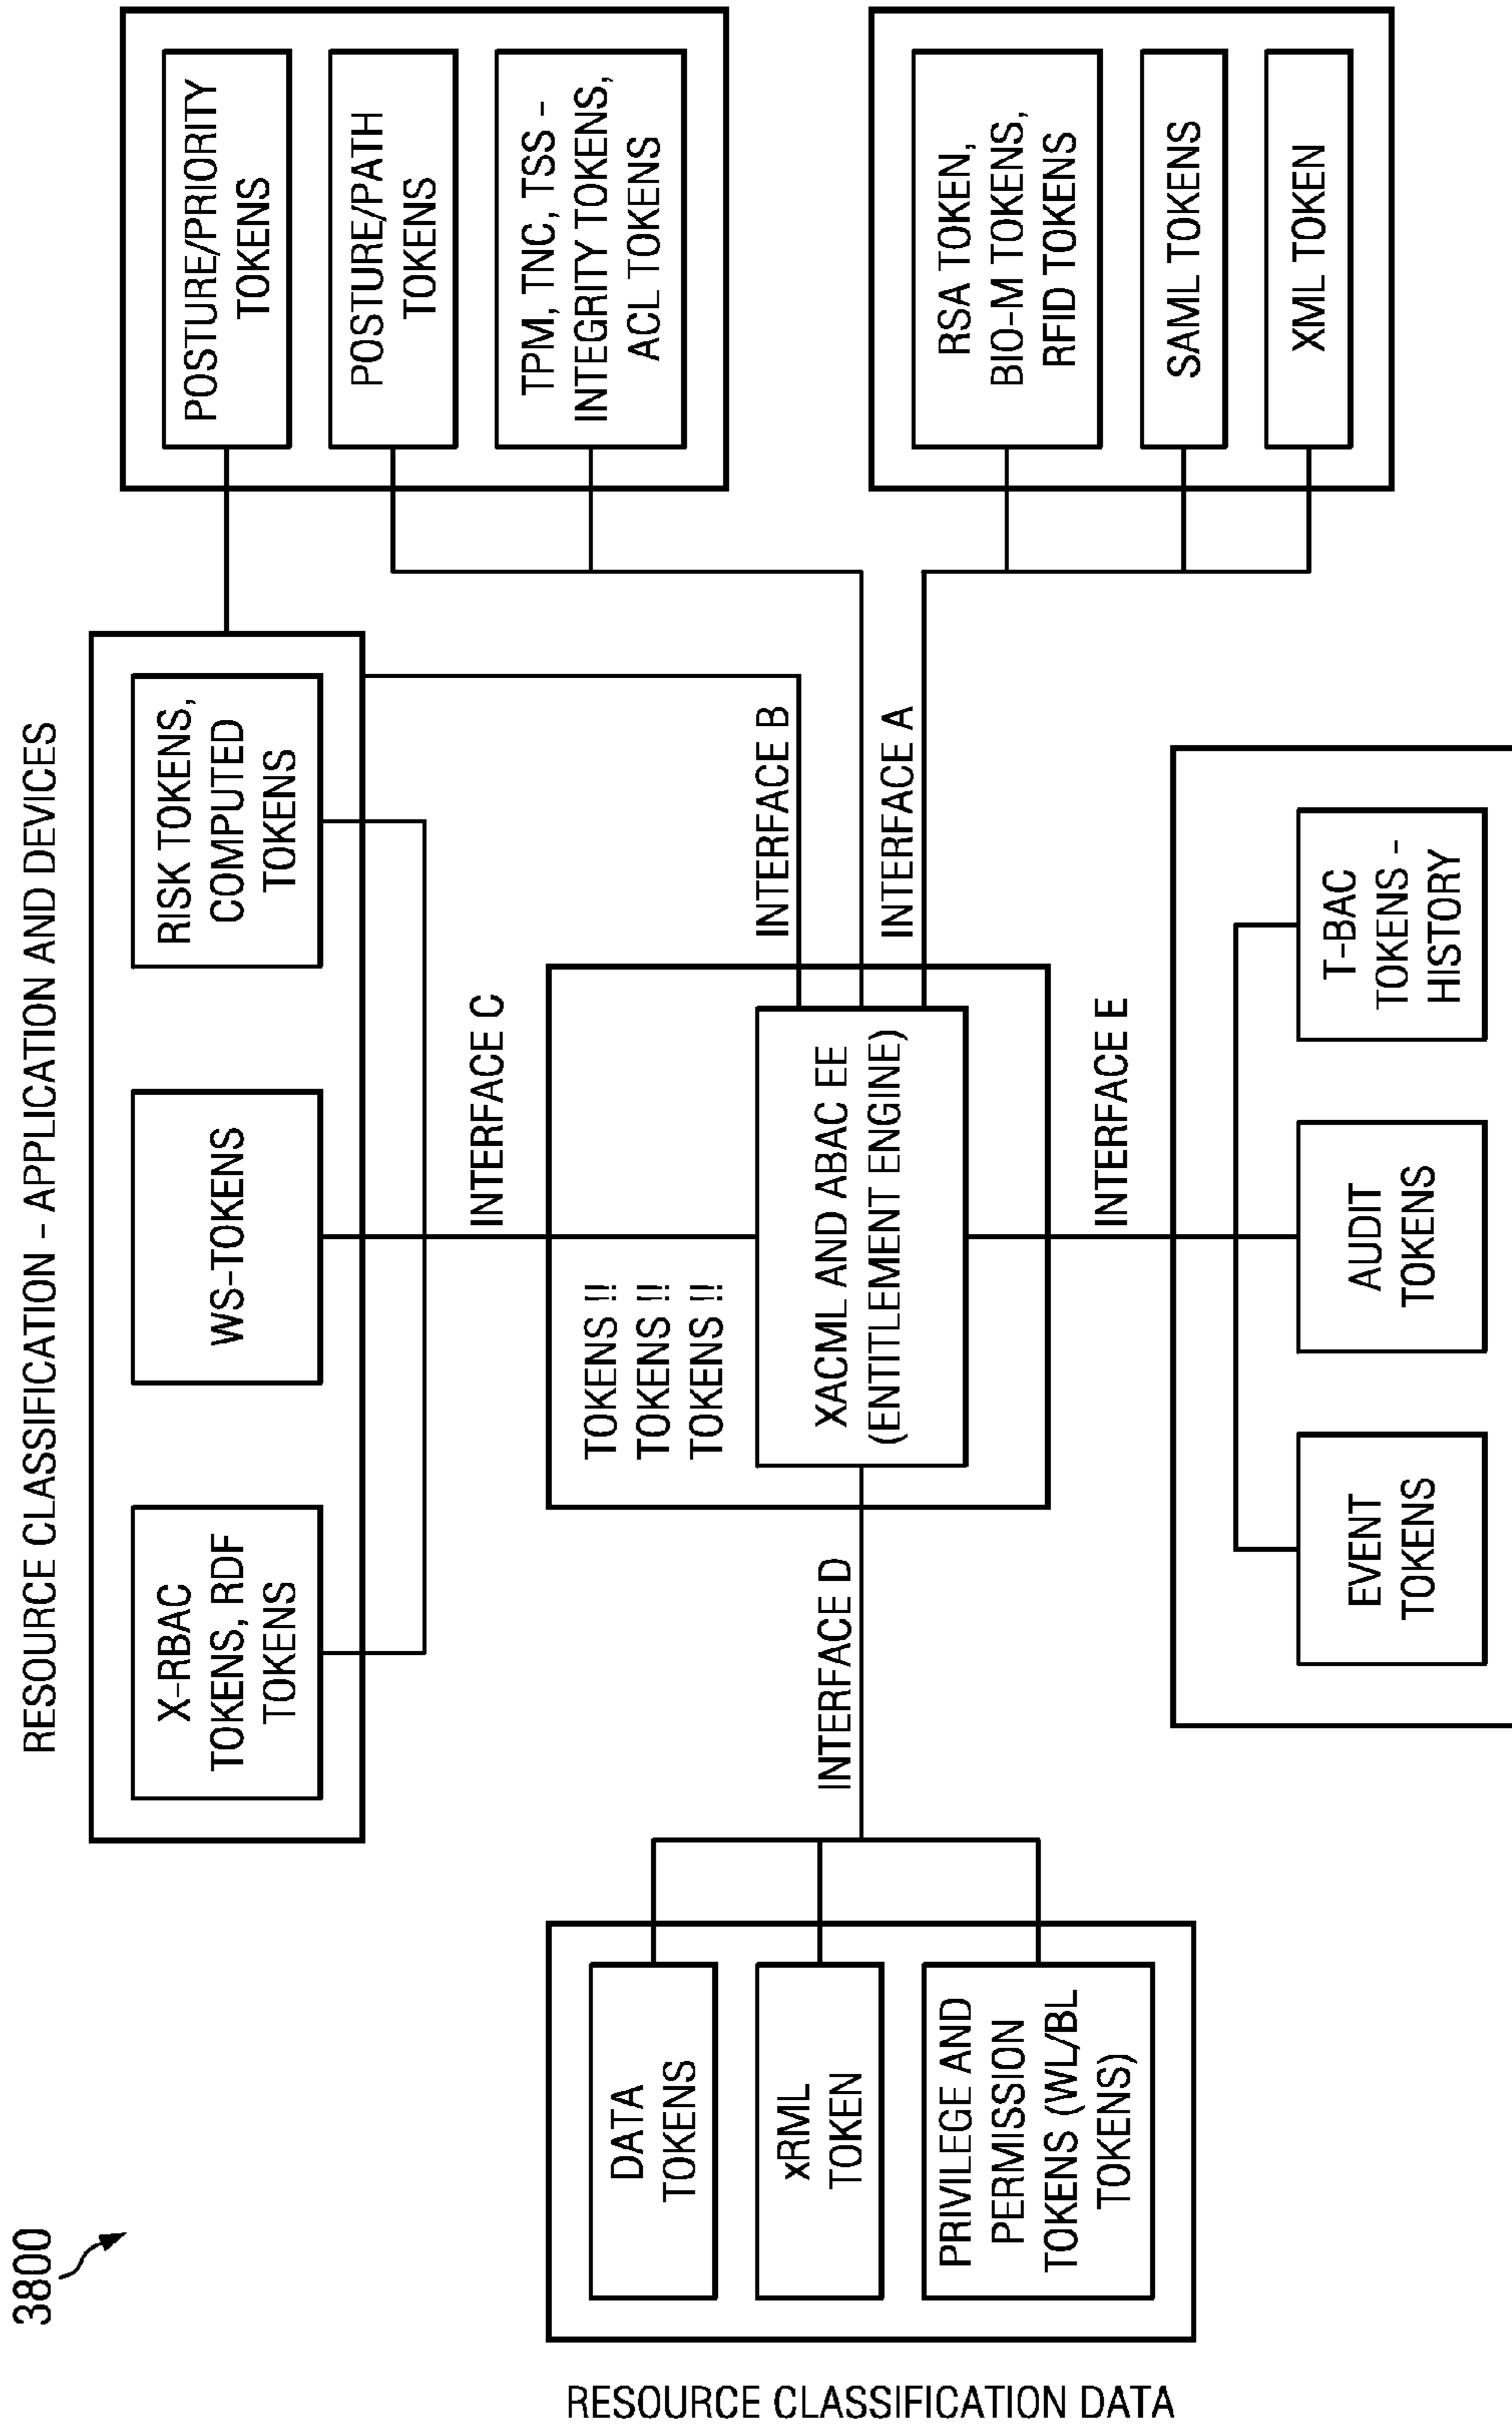 3800
RESOURCE CLASSIFICATION - APPLICATION AND DEVICES
X-RBAC
TOKENS, RDF
TOKENS
WS-TOKENS
RISK TOKENS,
COMPUTED
TOKENS
POSTURE/PRIORITY
TOKENS
POSTURE/PATH
TOKENS
TPM, TNC, TSS -
INTEGRITY TOKENS,
ACL TOKENS
INTERFACE C
INTERFACE B
INTERFACE A
TOKENS !!!
TOKENS !!!
TOKENS !!!
XACML AND ABAC EE
(ENTITLEMENT ENGINE)
INTERFACE D
INTERFACE E
RESOURCE CLASSIFICATION DATA
DATA
TOKENS
xRML
TOKEN
PRIVILEGE AND
PERMISSION
TOKENS (WL/BL
TOKENS)
RSA TOKEN,
BIO-M TOKENS,
RFID TOKENS
SAML TOKENS
XML TOKEN
EVENT
TOKENS
AUDIT
TOKENS
T-BAC
TOKENS -
HISTORY